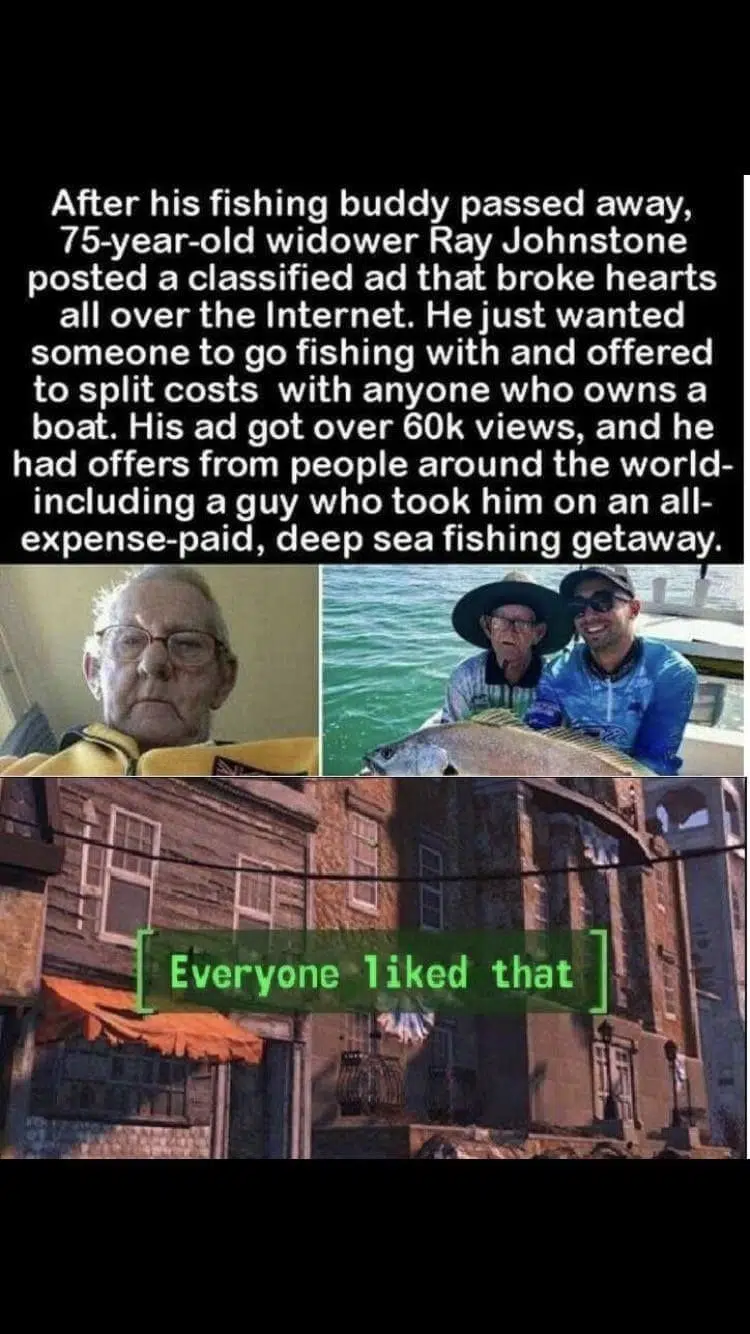 After his fishing buddy passed away,
75-year-old widower Ray Johnstone
posted a classified ad that broke hearts
all over the Internet. He just wanted
someone to go fishing with and offered
to split costs with anyone who owns a
boat. His ad got over 60k views, and he
had offers from people around the world-
including a guy who took him on an all-
expense-paid, deep sea fishing getaway.
[Everyone liked that]